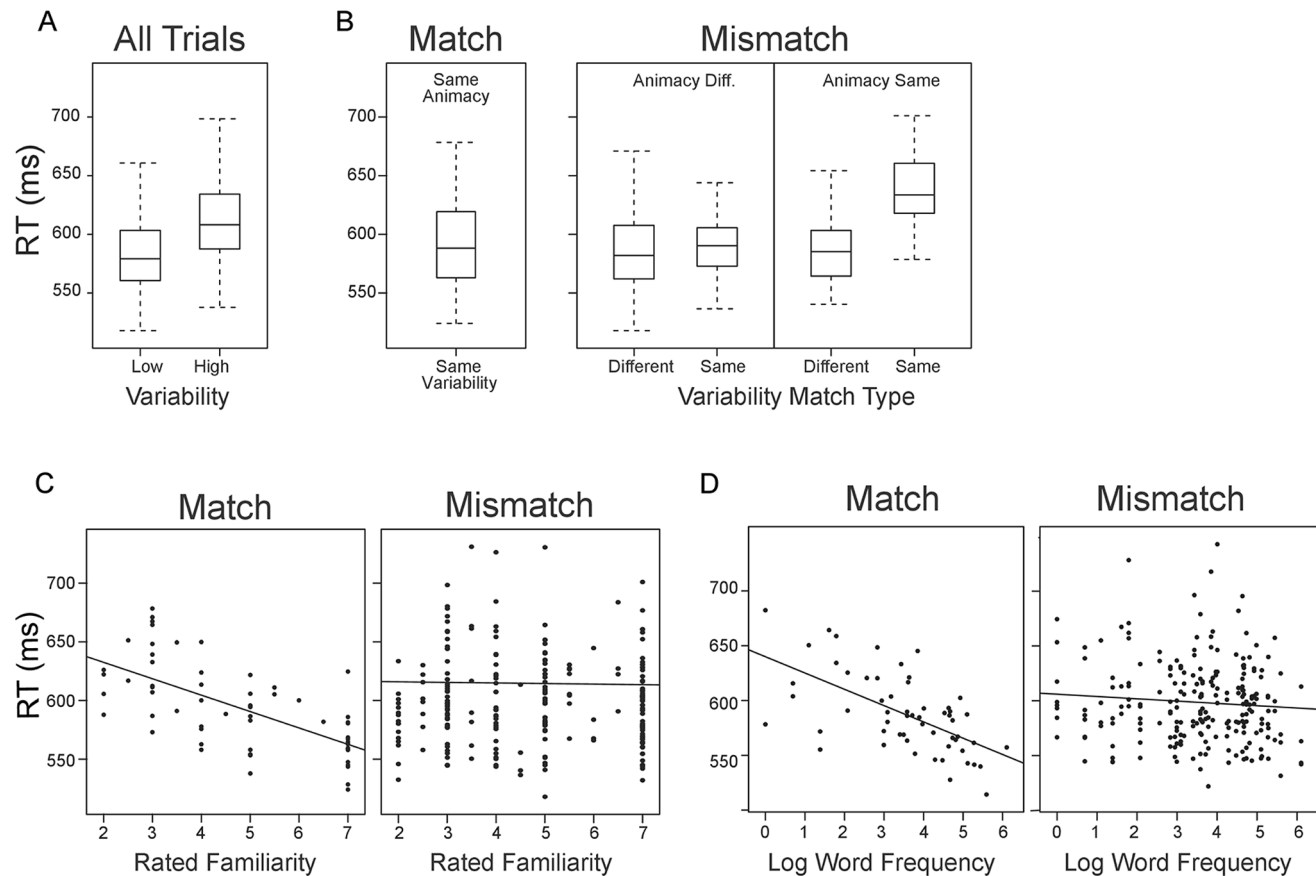 A
All Trials
B
Match
Mismatch
Same
Animacy
Animacy Diff.
Animacy Same
RT (ms)
700
650
600
550
700
650
600
550
Low High
Variability
Same
Variability
Different Same Different Same
Variability Match Type
C
Match Mismatch
D
Match Mismatch
RT (ms)
700
650
600
550
700
650
600
550
2 3 4 5 6 7
2 3 4 5 6 7
0 1 2 3 4 5 6
0 1 2 3 4 5 6
Rated Familiarity Rated Familiarity
Log Word Frequency Log Word Frequency